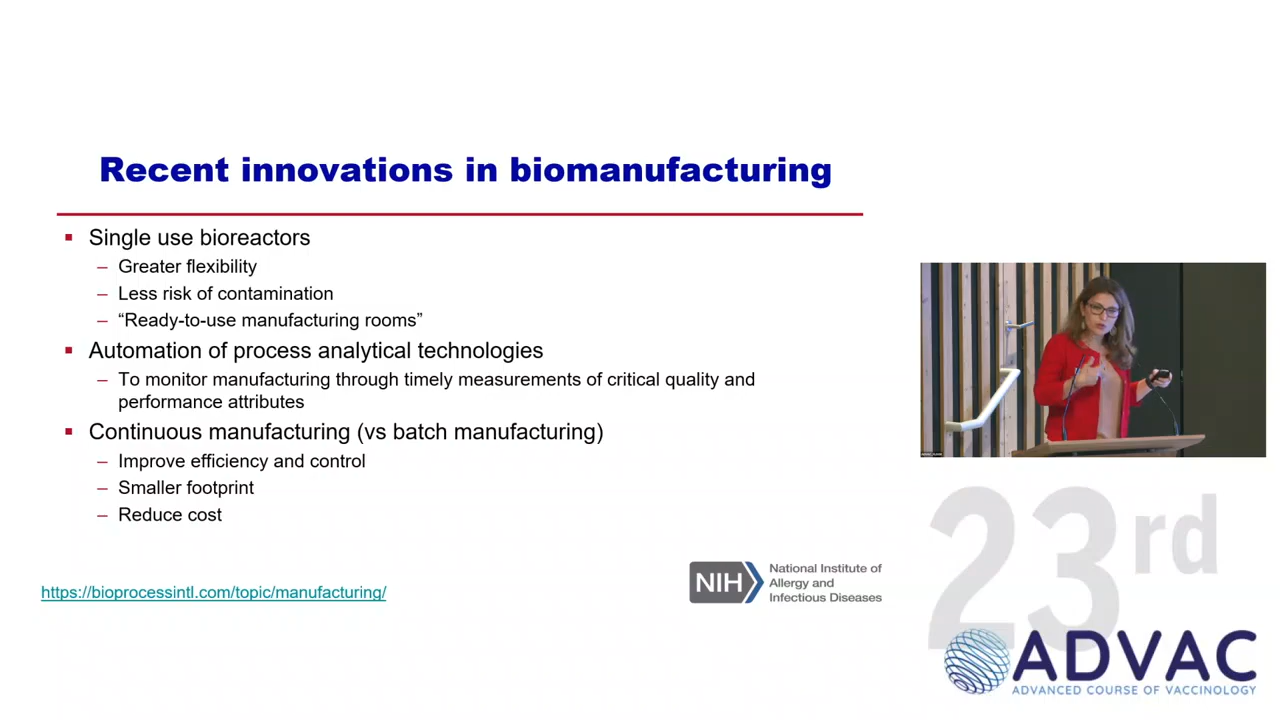 Recent innovations in biomanufacturing
▪ Single use bioreactors
– Greater flexibility
– Less risk of contamination
– “Ready-to-use manufacturing rooms”
▪ Automation of process analytical technologies
– To monitor manufacturing through timely measurements of critical quality and
performance attributes
▪ Continuous manufacturing (vs batch manufacturing)
– Improve efficiency and control
– Smaller footprint
– Reduce cost
https://bioprocessintl.com/topic/manufacturing/
NIH
National Institute of
Allergy and
Infectious Diseases
23rd
ADVAC
ADVANCED COURSE OF VACCINOLOGY